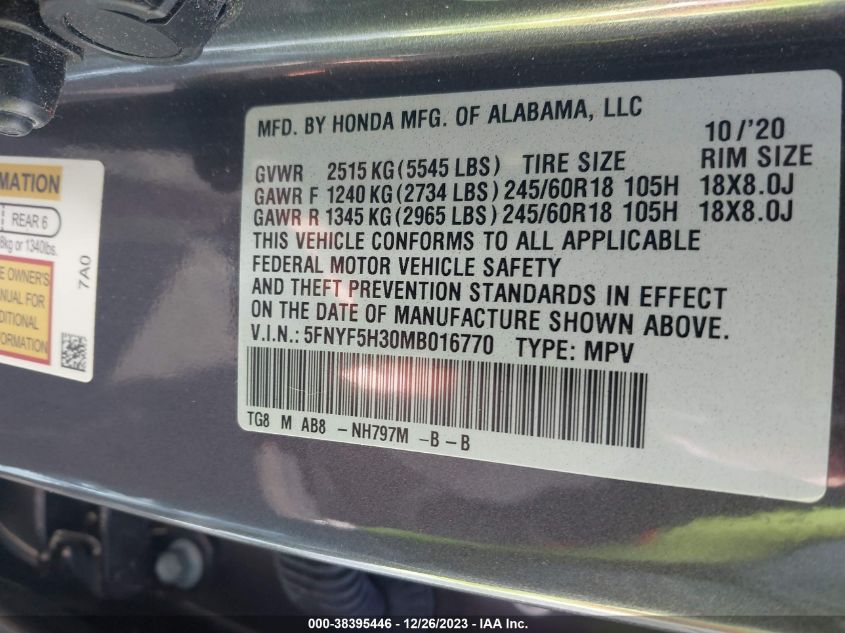 MFD. BY HONDA MFG. OF ALABAMA, LLC 10/'20
GVWR 2515 KG (5545 LBS) TIRE SIZE RIM SIZE
GAWR F 1240 KG (2734 LBS) 245/60R18 105H 18X8.0J
GAWR R 1345 KG (2965 LBS) 245/60R18 105H 18X8.0J
THIS VEHICLE CONFORMS TO ALL APPLICABLE
FEDERAL MOTOR VEHICLE SAFETY
AND THEFT PREVENTION STANDARDS IN EFFECT
ON THE DATE OF MANUFACTURE SHOWN ABOVE.
V.I.N.: 5FNYF5H30MB016770 TYPE: MPV
TG8 M AB8 - NH797M - B - B
REAR 6
kg or 1340lbs.
OWNER'S
FOR
7A0
000-38395446 - 12/26/2023 - IAA Inc.